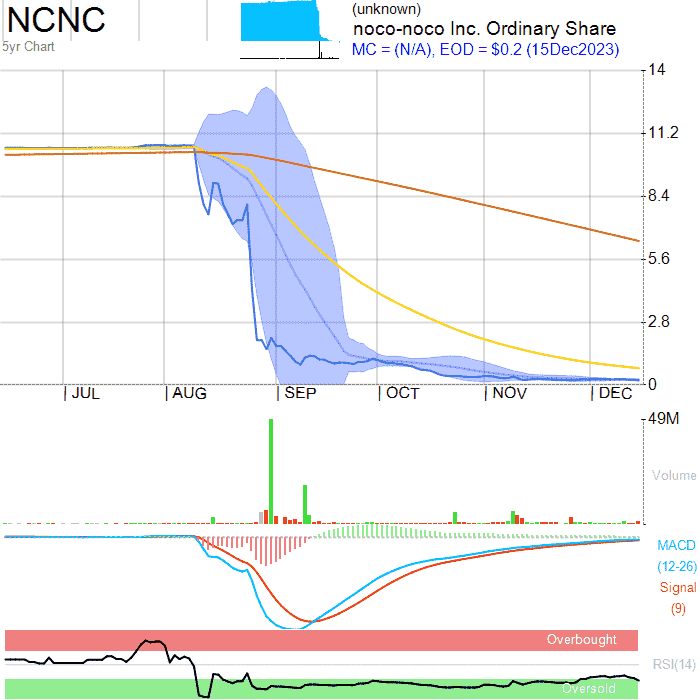 NCNC
(unknown)
noco-noco Inc. Ordinary Share
5yr Chart
MC = (N/A), EOD = $0.2 (15Dec2023)
14
11.2
8.4
5.6
2.8
0
JUL AUG SEP OCT NOV DEC
49M
Volume
MACD
(12-26)
Signal
(9)
Overbought
RSI(14)
Oversold